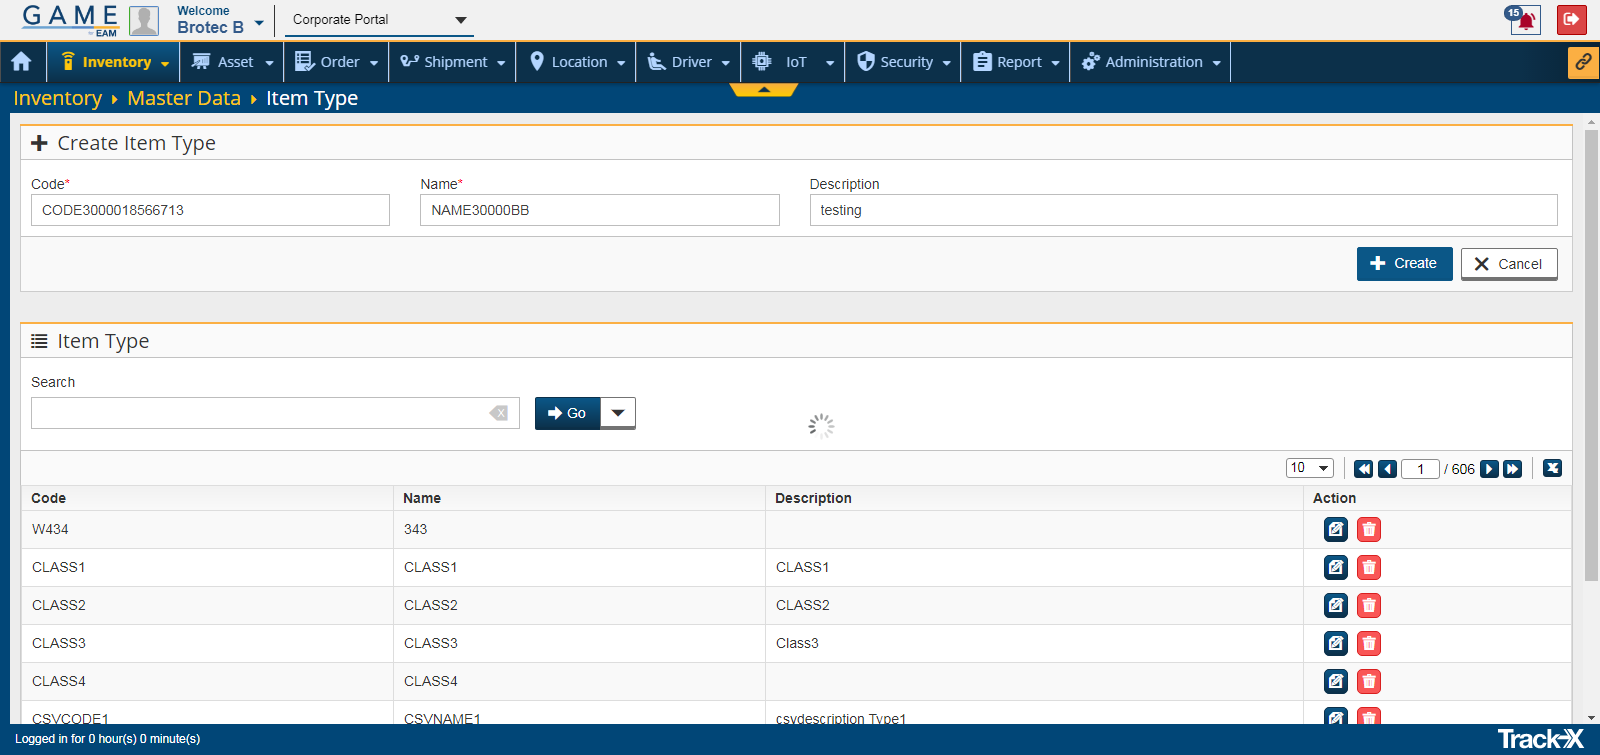 GAME
by EAM
Welcome
Brotec B
Corporate Portal
15
Inventory
Asset
Order
Shipment
Location
Driver
IoT
Security
Report
Administration
Inventory Master Data Item Type
Create Item Type
Code* Name* Description
CODE3000018566713 NAME30000BB testing
Create Cancel
Item Type
Search
Go
10 1 / 606
Code Name Description Action
W434 343
CLASS1 CLASS1 CLASS1
CLASS2 CLASS2 CLASS2
CLASS3 CLASS3 Class3
CLASS4 CLASS4
CSVCODE1 CSVNAME1 csvdescription Type1
Logged in for 0 hour(s) 0 minute(s)
Track-X